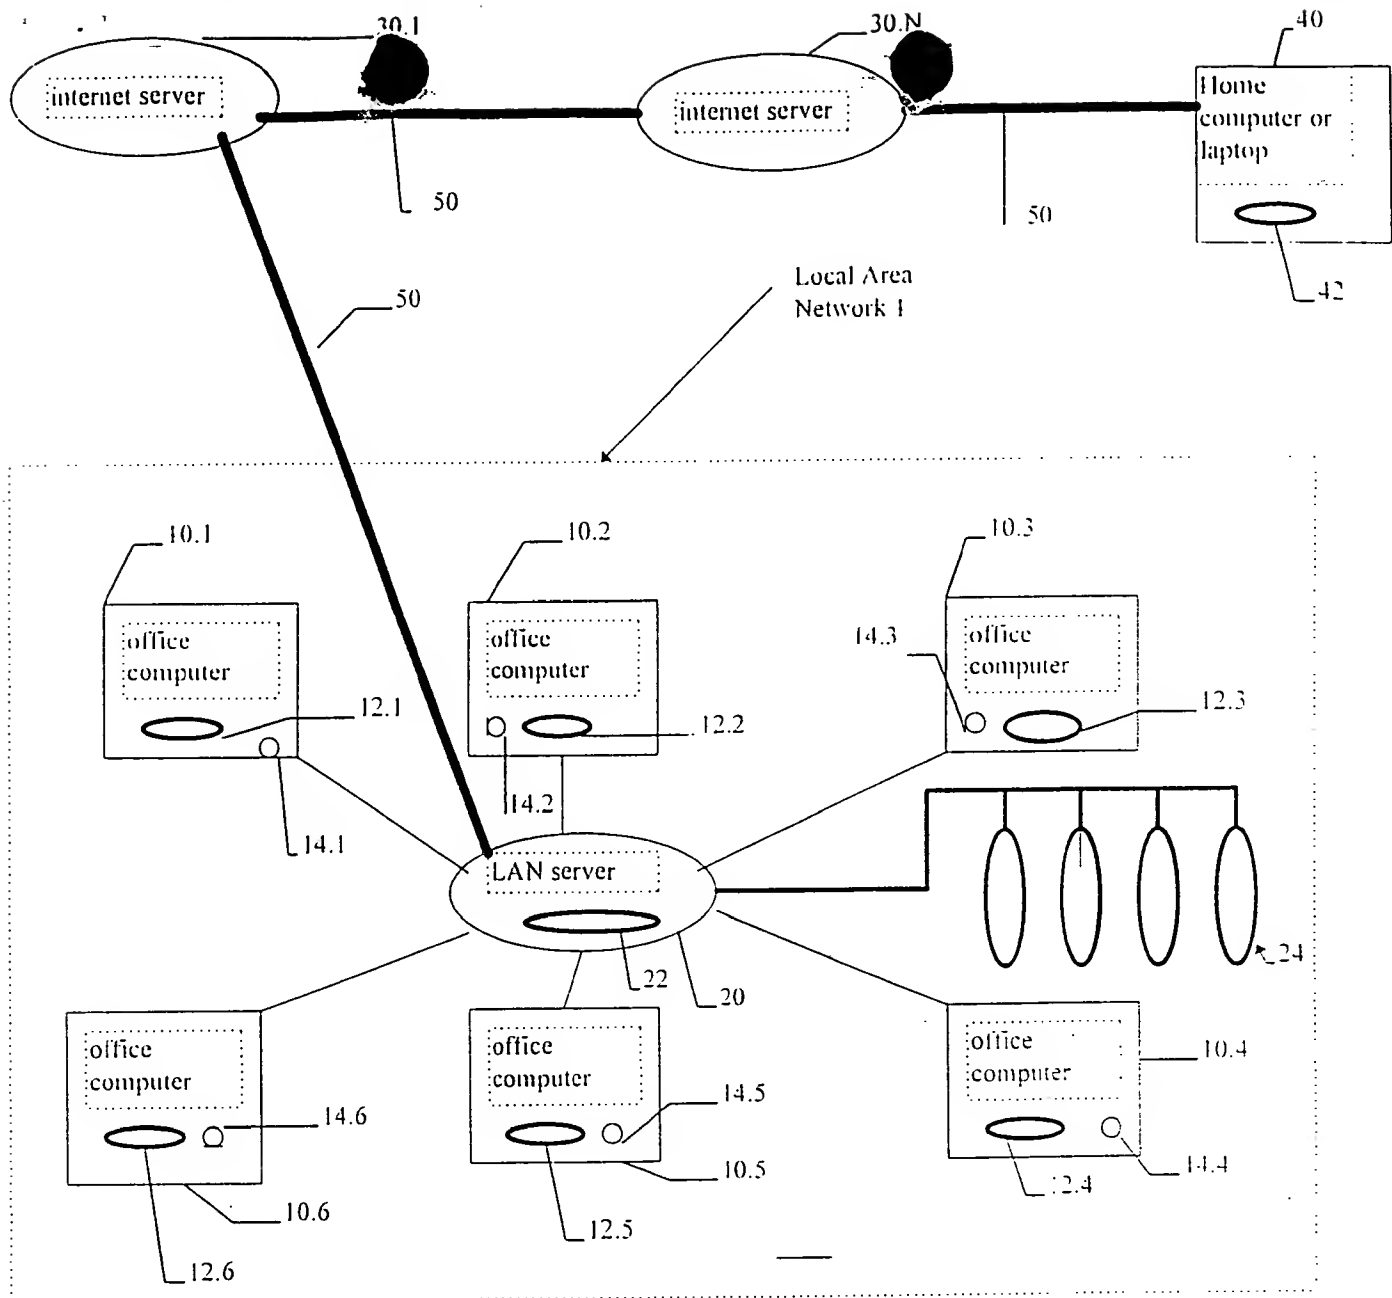 30.1
30.N
40
internet server
internet server
Home
computer or
laptop
50
50
42
50
Local Area
Network 1
10.1
10.2
10.3
office
computer
office
computer
14.3
office
computer
12.1
12.2
12.3
14.2
14.1
LAN server
22
20
24
office
computer
office
computer
office
computer
10.4
14.6
14.5
14.4
10.5
12.4
10.6
12.5
12.6